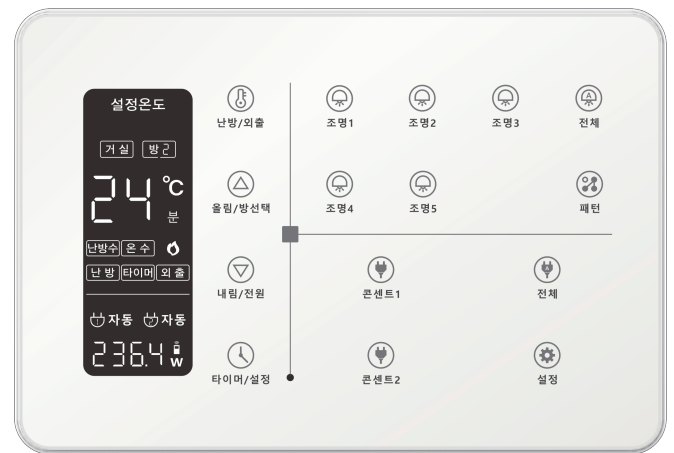 설정온도
거실 방2
24 ℃
분
난방수 온수
난방 타이머 외출
1 자동 2 자동
236.4 W
난방/외출
올림/방선택
내림/전원
타이머/설정
조명1 조명2 조명3 A 전체
조명4 조명5 패턴
콘센트1 A 전체
콘센트2 설정